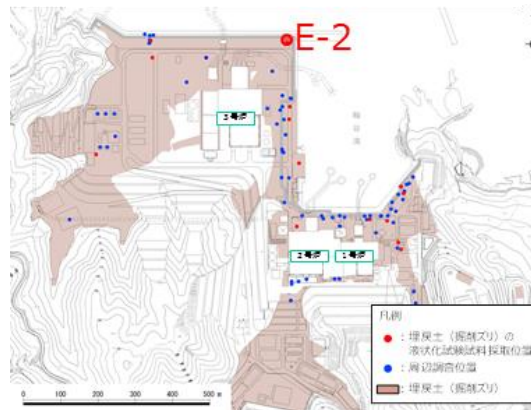 E-2
3号炉
2号炉
1号炉
凡例
：埋戻土（掘削ズリ）の
液状化試験試料採取位置
：周辺調査位置
：埋戻土（掘削ズリ）
0 100 200 300 400 500 m